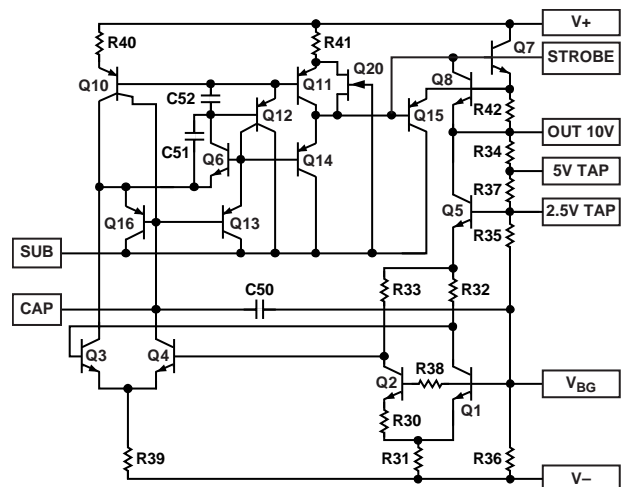 V+
R40
R41
Q7
STROBE
Q20
Q8
Q10
Q11
C52
R42
Q12
Q15
OUT 10V
C51
R34
Q6
Q14
5V TAP
R37
Q5
2.5V TAP
Q16
Q13
R35
SUB
R33
R32
C50
CAP
Q3
Q4
R38
Q2
VBG
Q1
R30
R39
R31
R36
V–